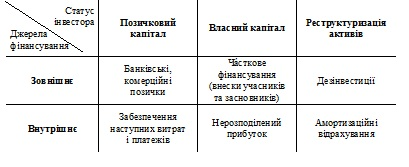 Статус
інвестора
Джерела
фінансування
Позичковий
капітал
Власний капітал
Реструктуризація
активів
Зовнішнє
Банківські,
комерційні
позички
Часткове
фінансування
(внески учасників
та засновників)
Дезінвестиції
Внутрішнє
Забезпечення
наступних витрат
і платежів
Нерозподілений
прибуток
Амортизаційні
відрахування